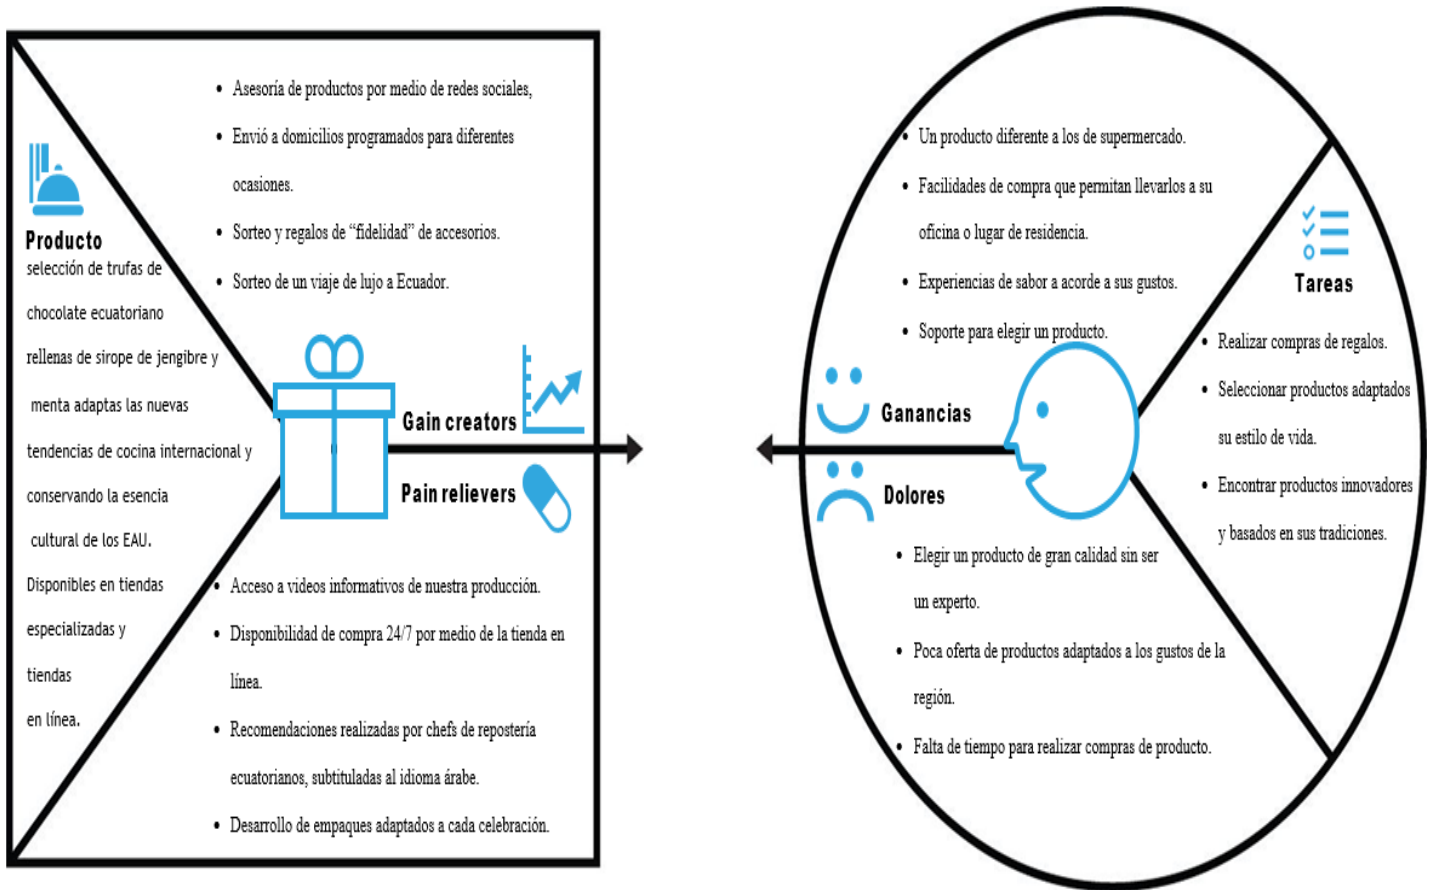 Producto
selección de trufas de
chocolate ecuatoriano
rellenas de sirope de jengibre y
menta adaptas las nuevas
tendencias de cocina internacional y
conservando la esencia
cultural de los EAU.
Disponibles en tiendas
especializadas y
tiendas
en línea.
• Asesoría de productos por medio de redes sociales,
• Envió a domicilios programados para diferentes
ocasiones.
• Sorteo y regalos de “fidelidad” de accesorios.
• Sorteo de un viaje de lujo a Ecuador.
Gain creators
Pain relievers
• Acceso a videos informativos de nuestra producción.
• Disponibilidad de compra 24/7 por medio de la tienda en
línea.
• Recomendaciones realizadas por chefs de repostería
ecuatorianos, subtituladas al idioma árabe.
• Desarrollo de empaques adaptados a cada celebración.
• Un producto diferente a los de supermercado.
• Facilidades de compra que permitan llevarlos a su
oficina o lugar de residencia.
• Experiencias de sabor a acorde a sus gustos.
• Soporte para elegir un producto.
Ganancias
Dolores
• Elegir un producto de gran calidad sin ser
un experto.
• Poca oferta de productos adaptados a los gustos de la
región.
• Falta de tiempo para realizar compras de producto.
Tareas
• Realizar compras de regalos.
• Seleccionar productos adaptados
su estilo de vida.
• Encontrar productos innovadores
y basados en sus tradiciones.